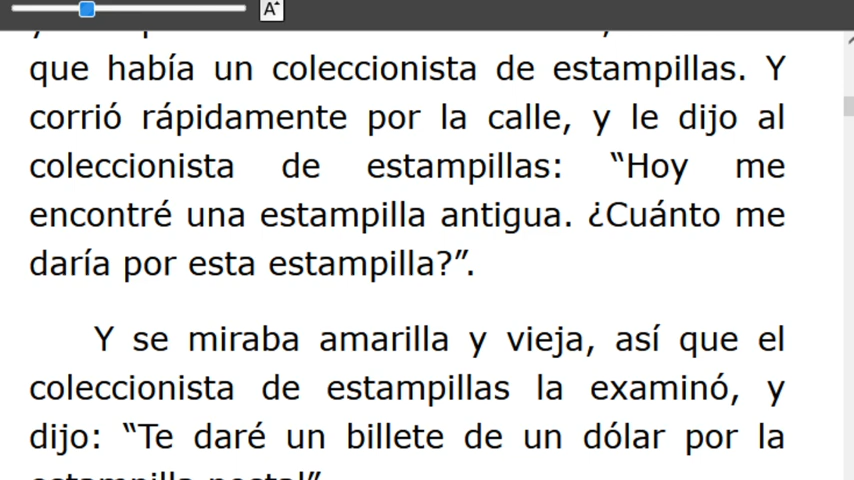 A
que había un coleccionista de estampillas. Y
corrió rápidamente por la calle, y le dijo al
coleccionista de estampillas: “Hoy me
encontré una estampilla antigua. ¿Cuánto me
daría por esta estampilla?”.
Y se miraba amarilla y vieja, así que el
coleccionista de estampillas la examinó, y
dijo: “Te daré un billete de un dólar por la
estampilla postal”